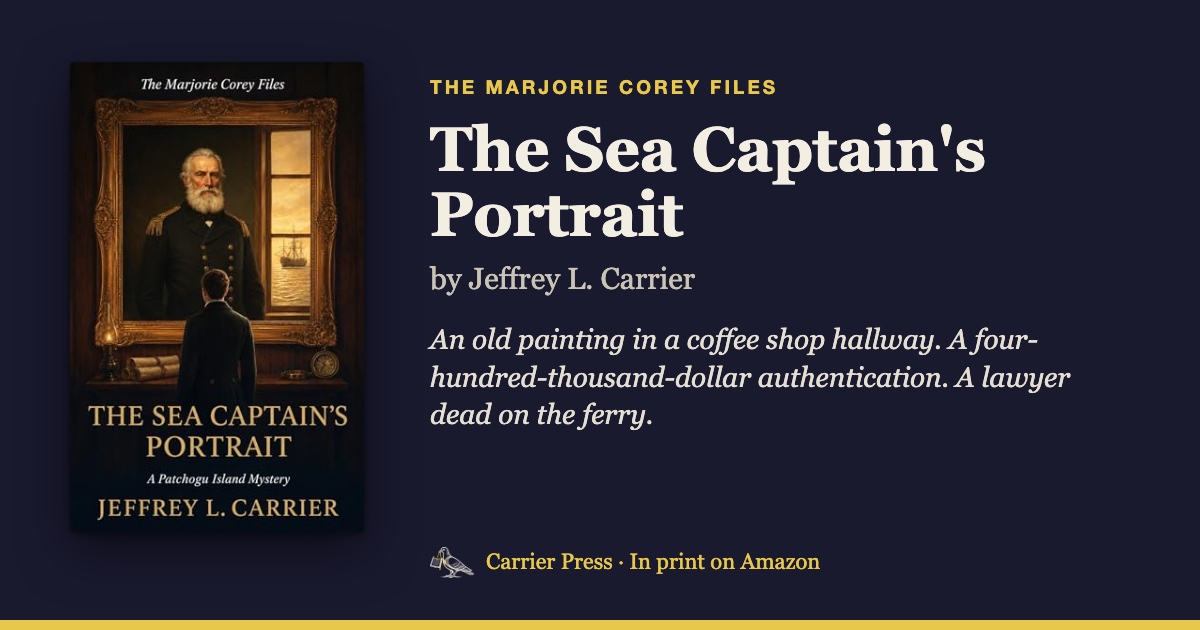 The Marjorie Corey Files
THE SEA CAPTAIN’S
PORTRAIT
A Patchogu Island Mystery
JEFFREY L. CARRIER
THE MARJORIE COREY FILES
The Sea Captain's
Portrait
by Jeffrey L. Carrier
An old painting in a coffee shop hallway. A four-
hundred-thousand-dollar authentication. A lawyer
dead on the ferry.
Carrier Press · In print on Amazon